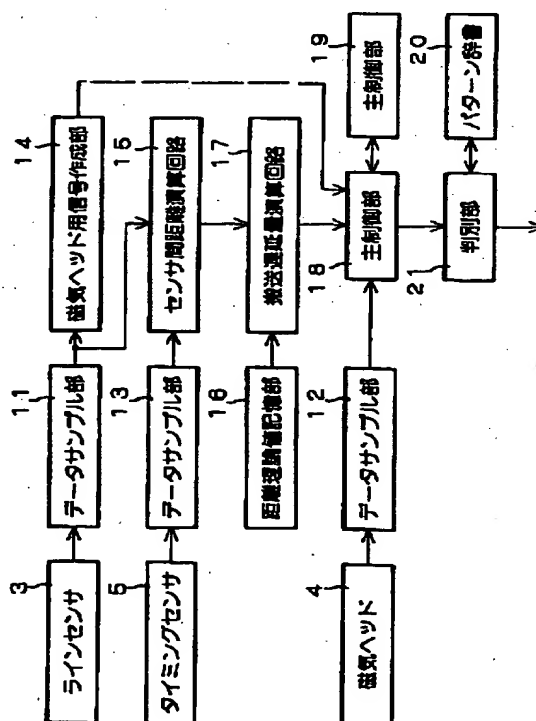 3
ラインセンサ
11
データサンプル部
14
磁気ヘッド用信号作成部
5
タイミングセンサ
13
データサンプル部
15
センサ間距離演算回路
16
距離理論値記憶部
17
搬送遅延量演算回路
4
磁気ヘッド
12
データサンプル部
18
主制御部
19
主制御部
21
判別部
20
パターン辞書